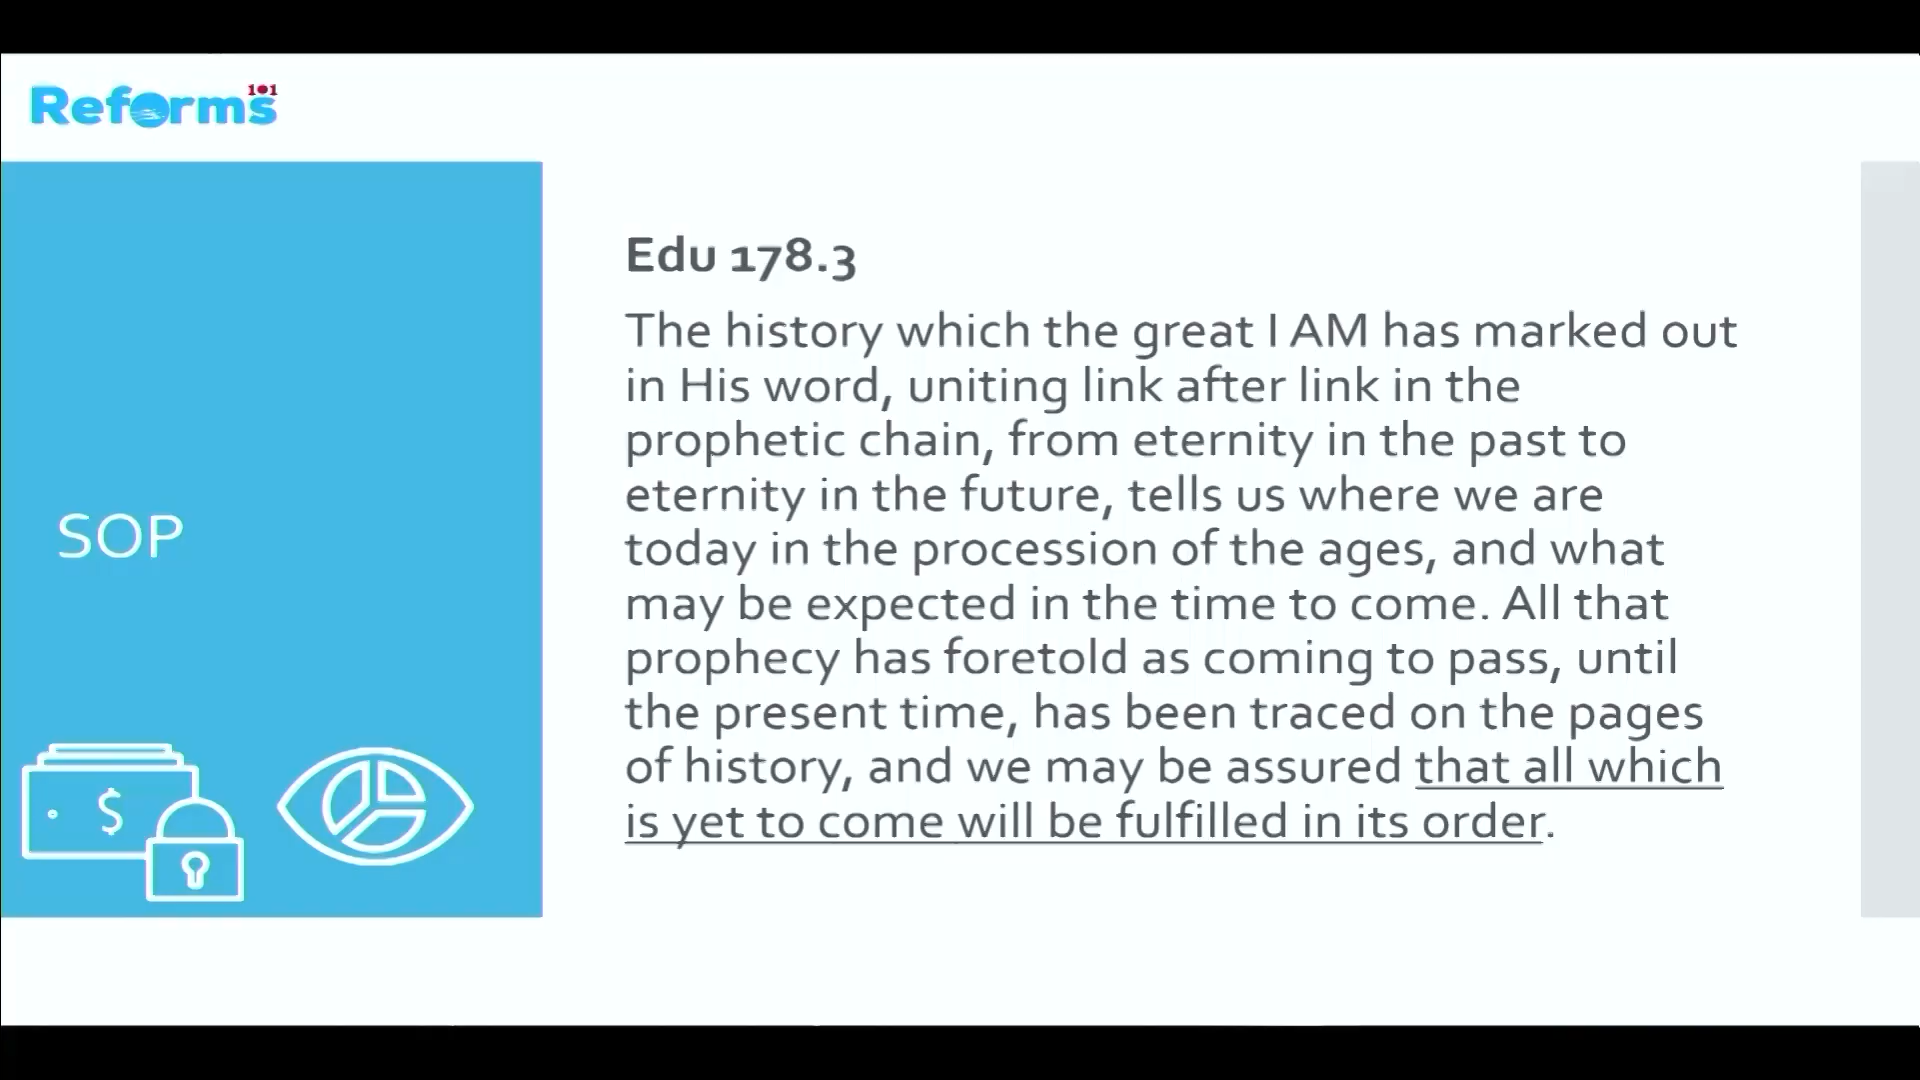 Reforms 101
SOP
Edu 178.3
The history which the great I AM has marked out
in His word, uniting link after link in the
prophetic chain, from eternity in the past to
eternity in the future, tells us where we are
today in the procession of the ages, and what
may be expected in the time to come. All that
prophecy has foretold as coming to pass, until
the present time, has been traced on the pages
of history, and we may be assured that all which
is yet to come will be fulfilled in its order.
$